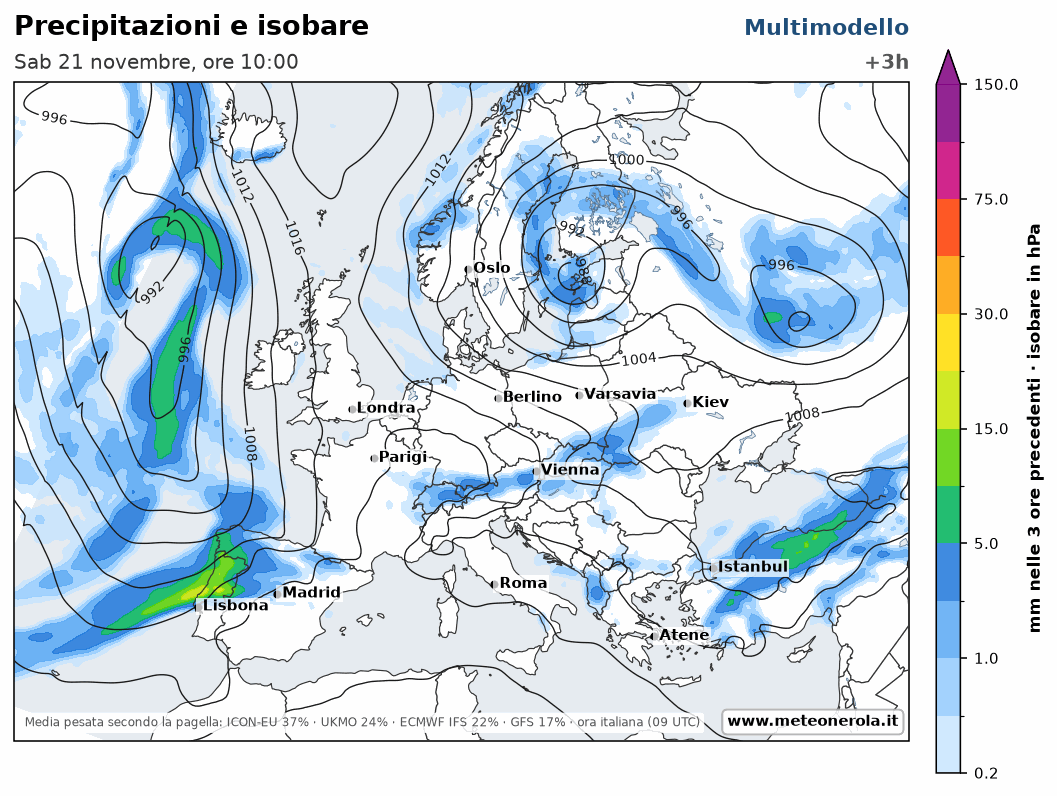 Precipitazioni e isobare
Multimodello
Sab 21 novembre, ore 10:00
+3h
996
1012
1012
1000
1016
996
992
996
Oslo
988
992
996
1004
Berlino
Varsavia
Kiev
Londra
1008
1008
Parigi
Vienna
Istanbul
Roma
Madrid
Lisbona
Atene
Media pesata secondo la pagella: ICON-EU 37% · UKMO 24% · ECMWF IFS 22% · GFS 17% · ora italiana (09 UTC)
www.meteonerola.it
150.0
75.0
30.0
15.0
5.0
1.0
0.2
mm nelle 3 ore precedenti · isobare in hPa